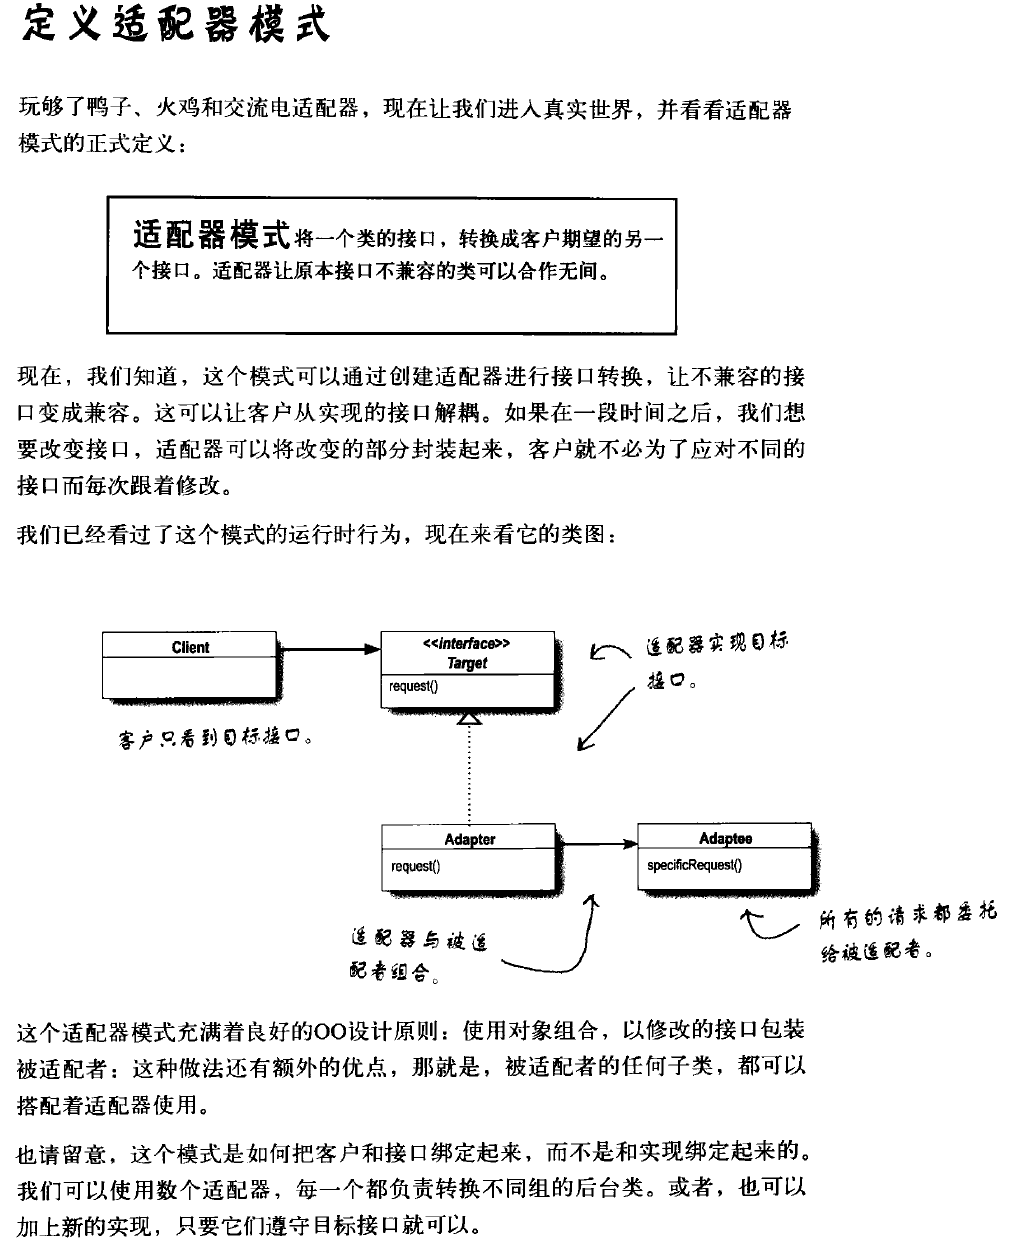 定义适配器模式
玩够了鸭子、火鸡和交流电适配器，现在让我们进入真实世界，并看看适配器
模式的正式定义：
适配器模式将一个类的接口，转换成客户期望的另一
个接口。适配器让原本接口不兼容的类可以合作无间。
现在，我们知道，这个模式可以通过创建适配器进行接口转换，让不兼容的接
口变成兼容。这可以让客户从实现的接口解耦。如果在一段时间之后，我们想
要改变接口，适配器可以将改变的部分封装起来，客户就不必为了应对不同的
接口而每次跟着修改。
我们已经看过了这个模式的运行时行为，现在来看它的类图：
Client
<<interface>>
Target
request()
适配器实现目标
接口。
客户只看到目标接口。
Adapter
request()
Adaptee
specificRequest()
适配器与被适
配者组合。
所有的请求都委托
给被适配者。
这个适配器模式充满着良好的OO设计原则：使用对象组合，以修改的接口包装
被适配者：这种做法还有额外的优点，那就是，被适配者的任何子类，都可以
搭配着适配器使用。
也请留意，这个模式是如何把客户和接口绑定起来，而不是和实现绑定起来的。
我们可以使用数个适配器，每一个都负责转换不同组的后台类。或者，也可以
加上新的实现，只要它们遵守目标接口就可以。